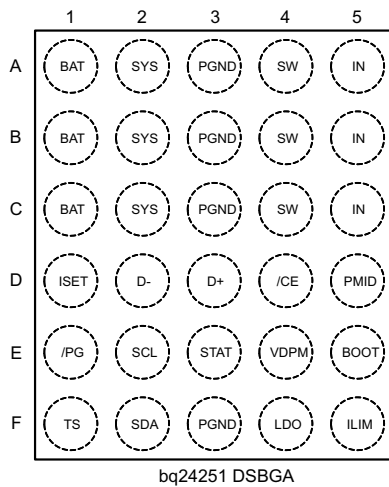 1 2 3 4 5
A BAT SYS PGND SW IN
B BAT SYS PGND SW IN
C BAT SYS PGND SW IN
D ISET D- D+ /CE PMID
E /PG SCL STAT VDPM BOOT
F TS SDA PGND LDO ILIM
bq24251 DSBGA